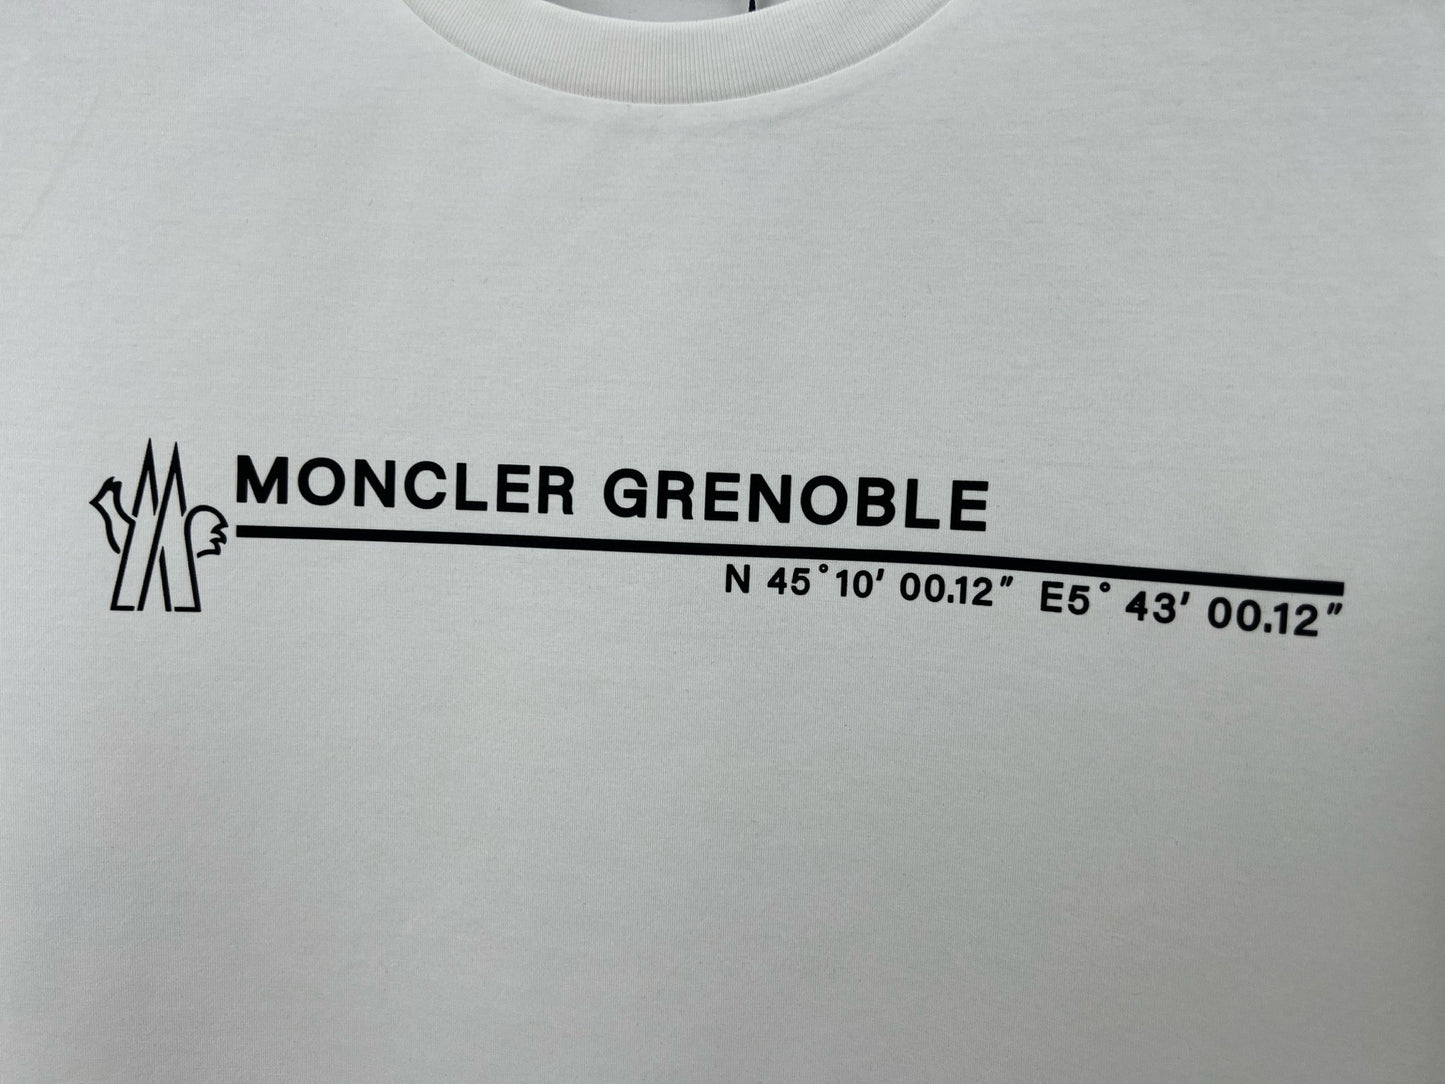 MONCLER GRENOBLE
N 45°10' 00.12" E5° 43' 00.12"